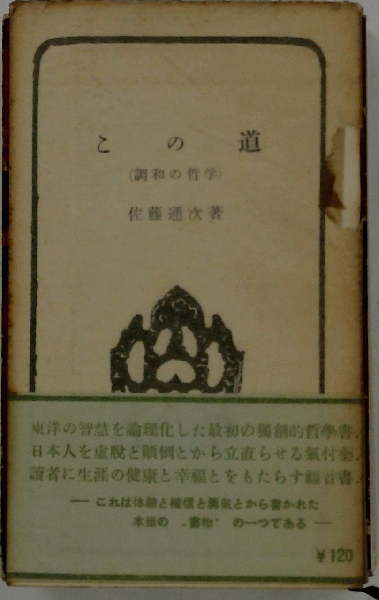 この道
(調和の哲学)
佐藤通次著
東洋の智慧を論理化した最初の獨創的哲學書.
日本人を虚脱と顛倒とから立直らせる氣付藥.
讀者に生涯の健康と幸福とをもたらす福音書.
― これは体驗と確信と勇氣とから書かれた
本当の 〝書物〟 の一つである ―
¥120